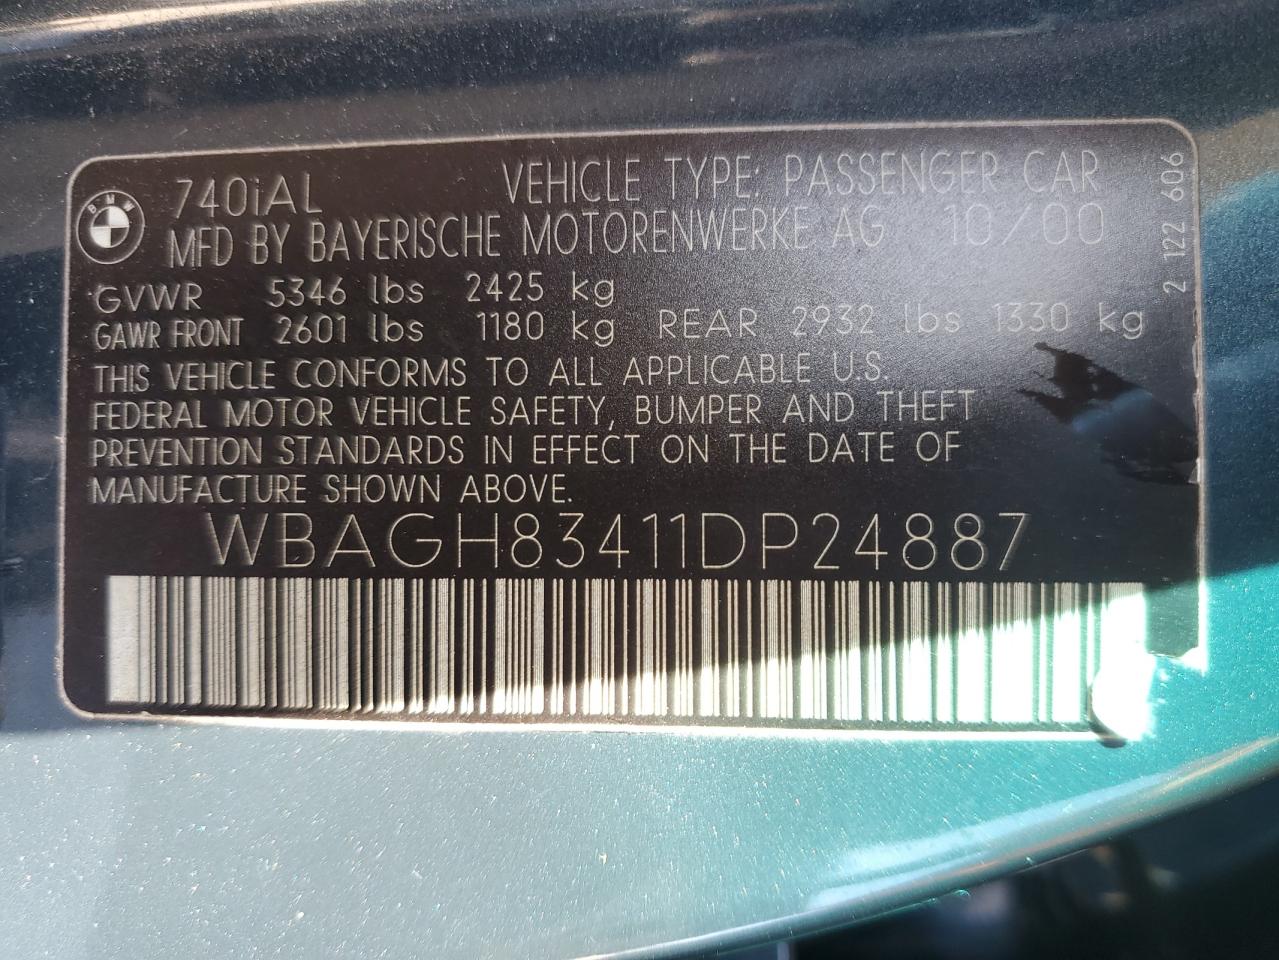 BMW
740iAL VEHICLE TYPE: PASSENGER CAR
MFD BY BAYERISCHE MOTORENWERKE AG 10/00
GVWR 5346 lbs 2425 kg
GAWR FRONT 2601 lbs 1180 kg REAR 2932 lbs 1330 kg
THIS VEHICLE CONFORMS TO ALL APPLICABLE U.S.
FEDERAL MOTOR VEHICLE SAFETY, BUMPER AND THEFT
PREVENTION STANDARDS IN EFFECT ON THE DATE OF
MANUFACTURE SHOWN ABOVE.
WBAGH83411DP24887
2 122 606